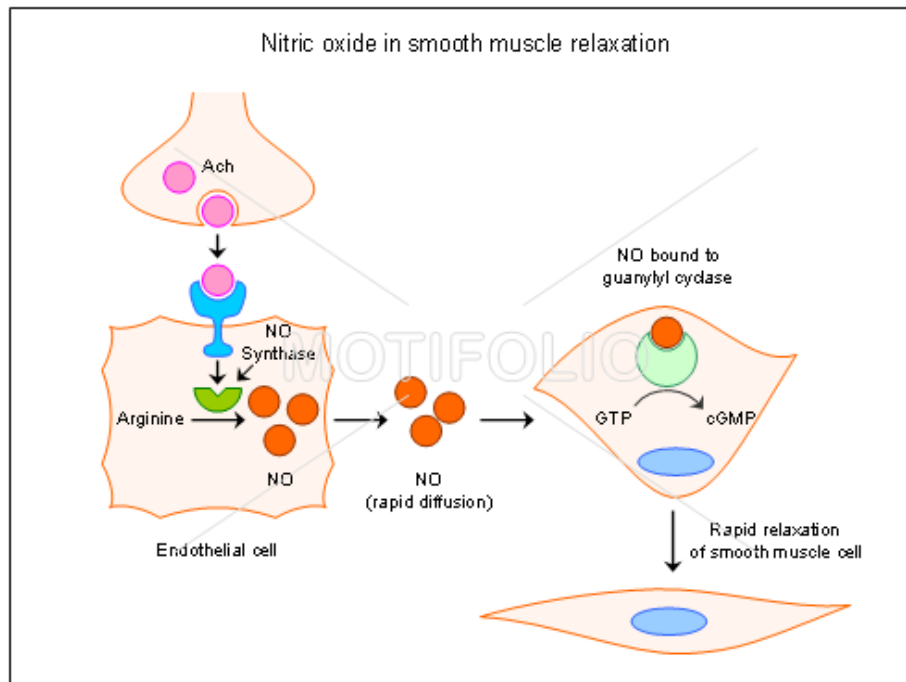 Nitric oxide in smooth muscle relaxation
Ach
NO
Synthase
Arginine
NO
Endothelial cell
NO
(rapid diffusion)
NO bound to
guanylyl cyclase
GTP
cGMP
Rapid relaxation
of smooth muscle cell
MOTIFOLIO